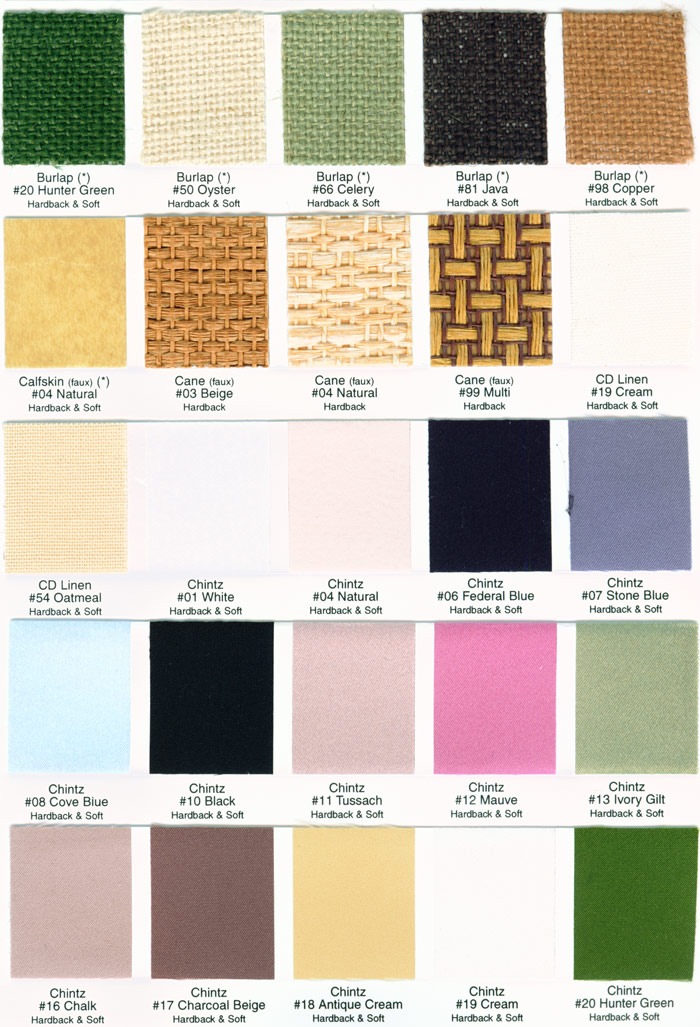 Burlap (*)
#20 Hunter Green
Hardback & Soft
Burlap (*)
#50 Oyster
Hardback & Soft
Burlap (*)
#66 Celery
Hardback & Soft
Burlap (*)
#81 Java
Hardback & Soft
Burlap (*)
#98 Copper
Hardback & Soft
Calfskin (faux) (*)
#04 Natural
Hardback & Soft
Cane (faux)
#03 Beige
Hardback
Cane (faux)
#04 Natural
Hardback
Cane (faux)
#99 Multi
Hardback
CD Linen
#19 Cream
Hardback & Soft
CD Linen
#54 Oatmeal
Hardback & Soft
Chintz
#01 White
Hardback & Soft
Chintz
#04 Natural
Hardback & Soft
Chintz
#06 Federal Blue
Hardback & Soft
Chintz
#07 Stone Blue
Hardback & Soft
Chintz
#08 Cove Blue
Hardback & Soft
Chintz
#10 Black
Hardback & Soft
Chintz
#11 Tussach
Hardback & Soft
Chintz
#12 Mauve
Hardback & Soft
Chintz
#13 Ivory Gilt
Hardback & Soft
Chintz
#16 Chalk
Hardback & Soft
Chintz
#17 Charcoal Beige
Hardback & Soft
Chintz
#18 Antique Cream
Hardback & Soft
Chintz
#19 Cream
Hardback & Soft
Chintz
#20 Hunter Green
Hardback & Soft